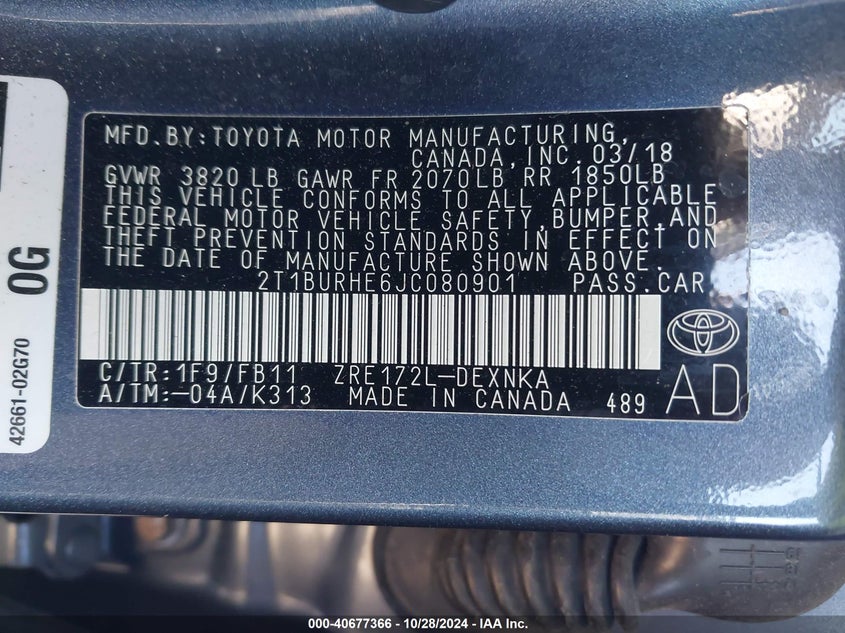 MFD.BY:TOYOTA MOTOR MANUFACTURING,
CANADA,INC.03/18
GVWR 3820 LB GAWR FR 2070LB RR 1850LB
THIS VEHICLE CONFORMS TO ALL APPLICABLE
FEDERAL MOTOR VEHICLE SAFETY,BUMPER,AND
THEFT PREVENTION STANDARDS IN EFFECT ON
THE DATE OF MANUFACTURE SHOWN ABOVE.
2T1BURHE6JC080901 PASS.CAR
C/TR:1F9/FB11 ZRE172L-DEXNKA
A/TM:-04A/K313 MADE IN CANADA 489
AD
OG
42661-02G70
000-40677366 | 10/28/2024 | IAA Inc.